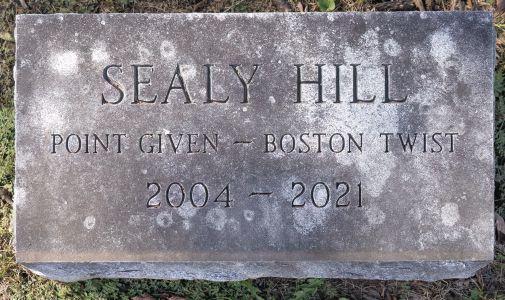 SEALY HILL
POINT GIVEN – BOSTON TWIST
2004 – 2021